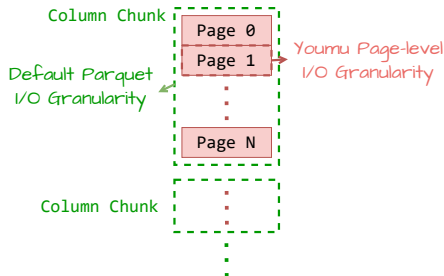 Column Chunk
Page 0
Page 1
Youmu Page-level
I/O Granularity
Default Parquet
I/O Granularity
Page N
Column Chunk